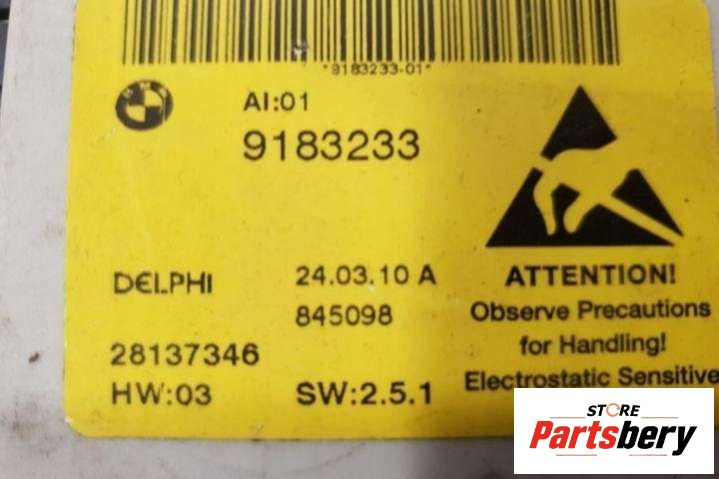 *9183233-01*
BMW
AI:01
9183233
DELPHI
24.03.10 A
845098
28137346
HW:03
SW:2.5.1
ATTENTION!
Observe Precautions
for Handling!
Electrostatic Sensitive
STORE
Partsbery